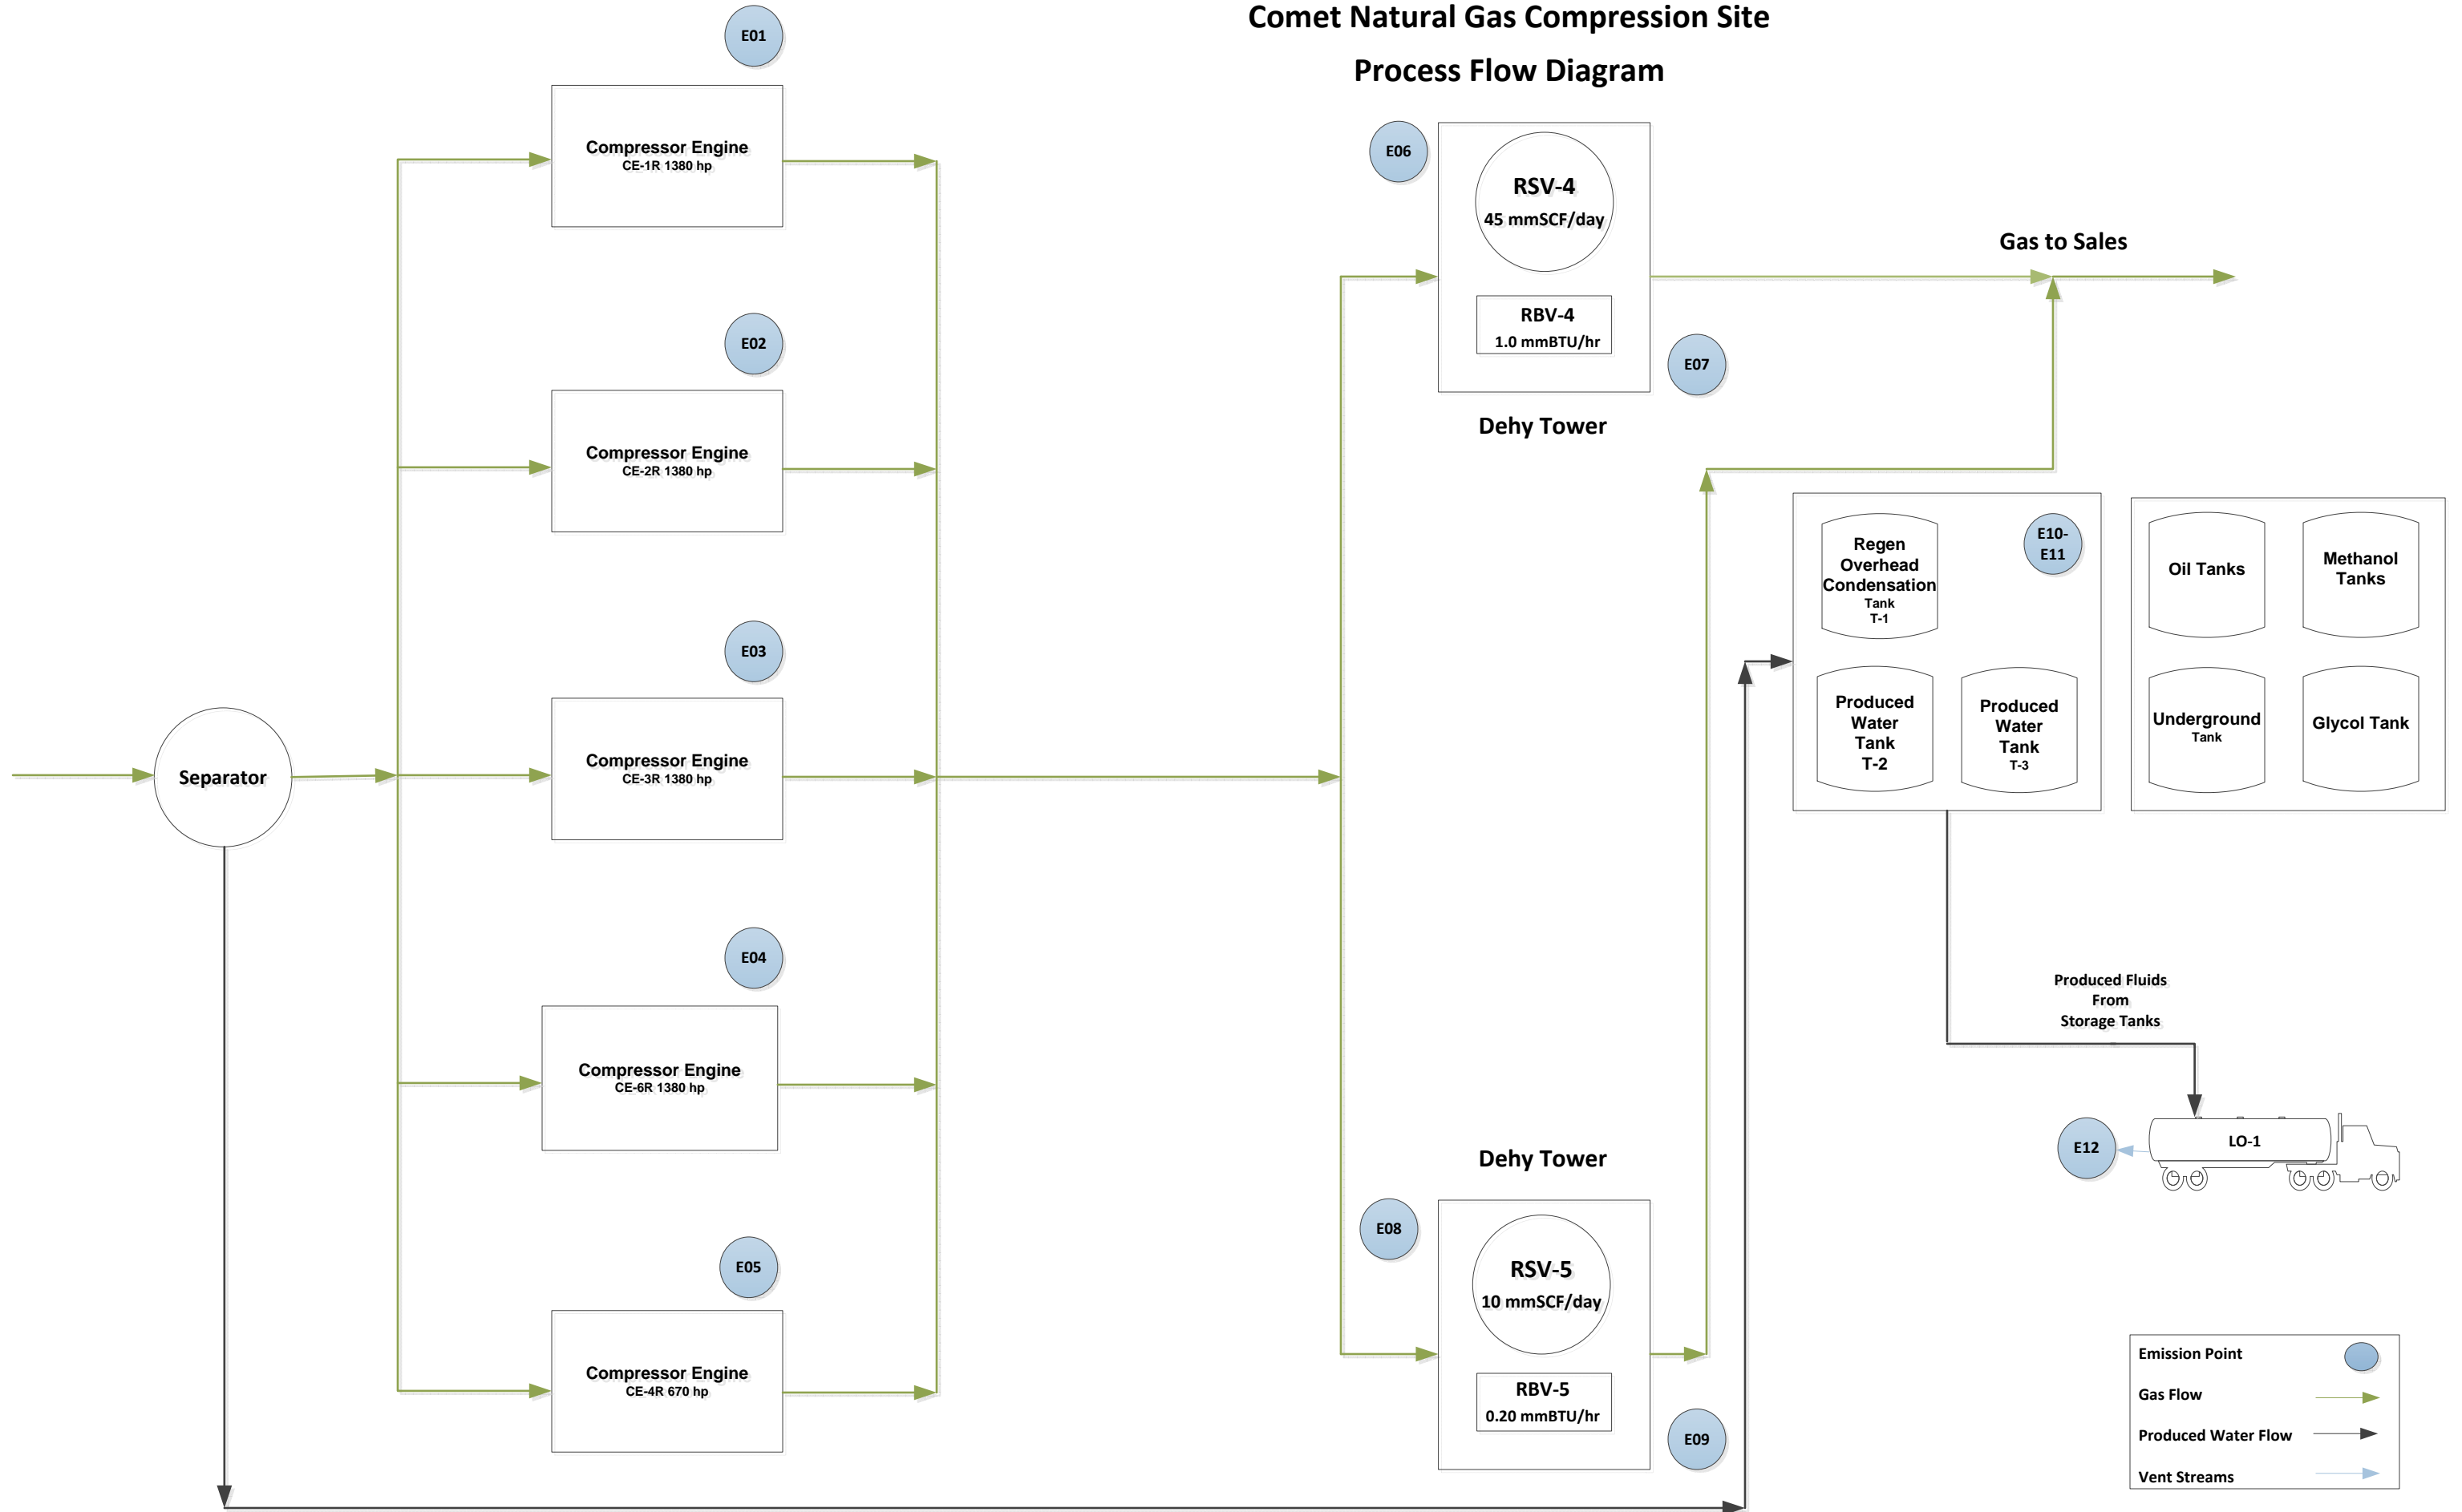 Comet Natural Gas Compression Site
Process Flow Diagram
E01
Compressor Engine
CE-1R 1380 hp
E02
Compressor Engine
CE-2R 1380 hp
E03
Compressor Engine
CE-3R 1380 hp
Separator
E04
Compressor Engine
CE-6R 1380 hp
E05
Compressor Engine
CE-4R 670 hp
E06
RSV-4
45 mmSCF/day
RBV-4
1.0 mmBTU/hr
E07
Dehy Tower
Gas to Sales
Regen
Overhead
Condensation
Tank
T-1
E10-
E11
Produced
Water
Tank
T-2
Produced
Water
Tank
T-3
Oil Tanks
Methanol
Tanks
Underground
Tank
Glycol Tank
Produced Fluids
From
Storage Tanks
E12
LO-1
Dehy Tower
E08
RSV-5
10 mmSCF/day
RBV-5
0.20 mmBTU/hr
E09
Emission Point
Gas Flow
Produced Water Flow
Vent Streams